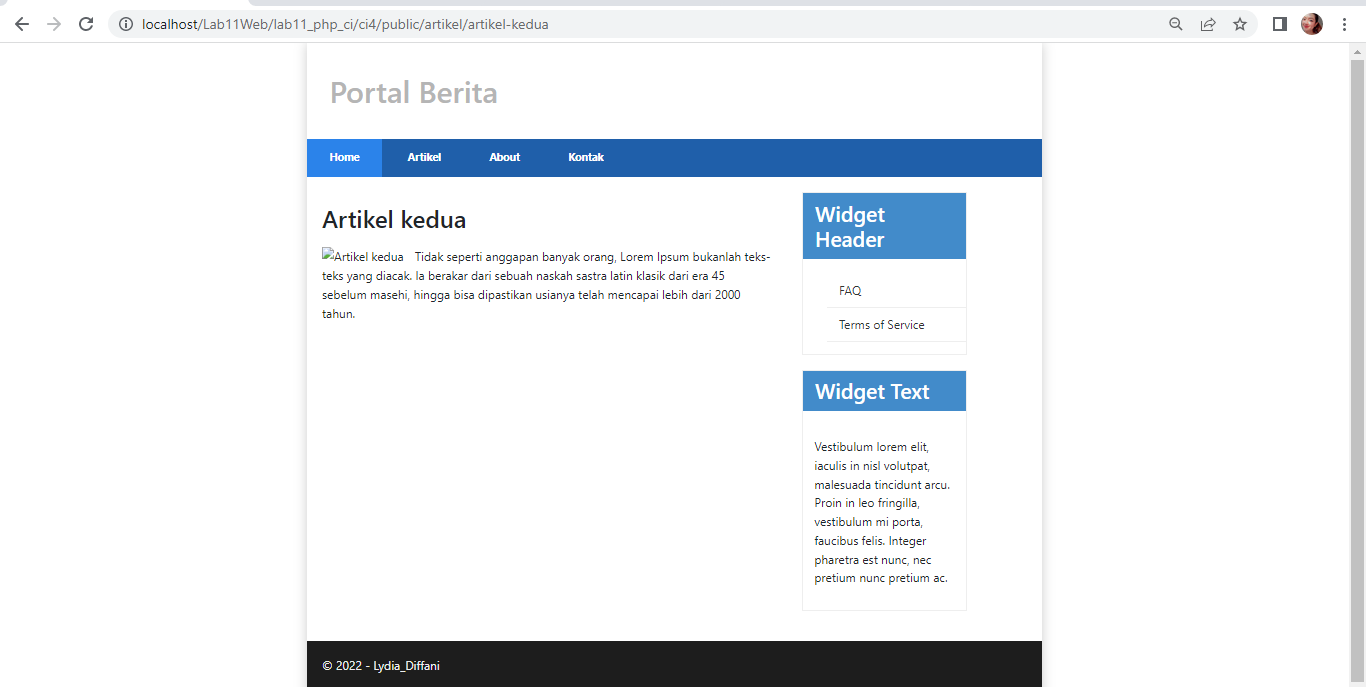 localhost/Lab11Web/lab11_php_ci/ci4/public/artikel/artikel-kedua
Portal Berita
Home Artikel About Kontak
Artikel kedua
Artikel kedua Tidak seperti anggapan banyak orang, Lorem Ipsum bukanlah teks-
teks yang diacak. Ia berakar dari sebuah naskah sastra latin klasik dari era 45
sebelum masehi, hingga bisa dipastikan usianya telah mencapai lebih dari 2000
tahun.
Widget
Header
FAQ
Terms of Service
Widget Text
Vestibulum lorem elit,
iaculis in nisl volutpat,
malesuada tincidunt arcu.
Proin in leo fringilla,
vestibulum mi porta,
faucibus felis. Integer
pharetra est nunc, nec
pretium nunc pretium ac.
© 2022 - Lydia_Diffani